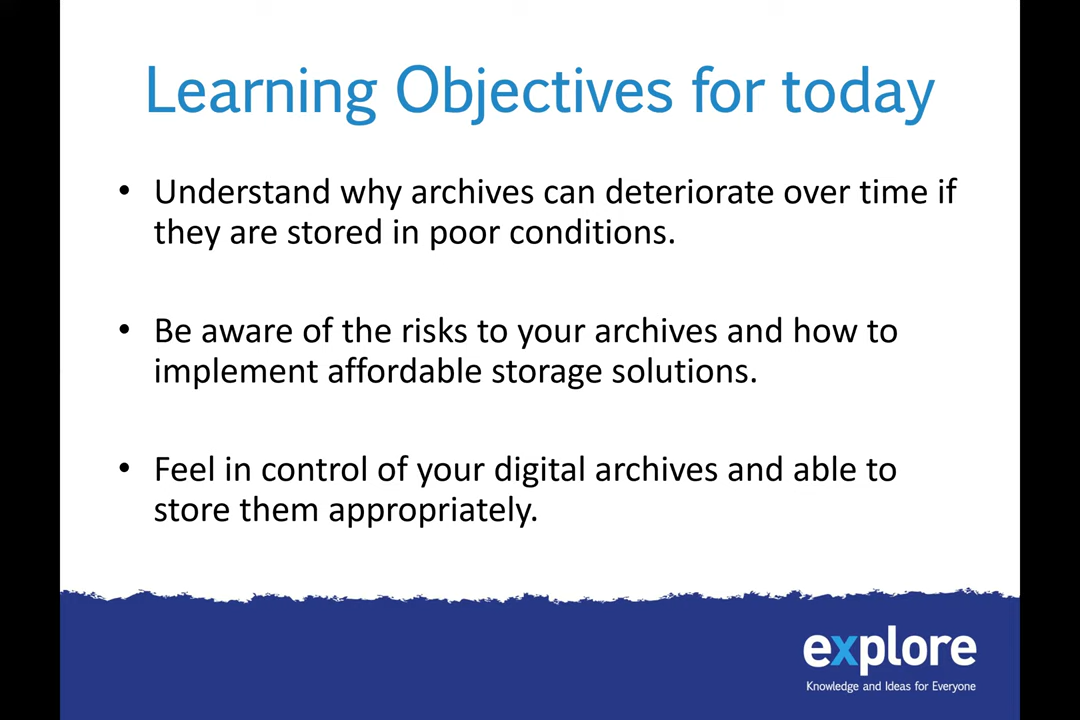 Learning Objectives for today
• Understand why archives can deteriorate over time if
they are stored in poor conditions.
• Be aware of the risks to your archives and how to
implement affordable storage solutions.
• Feel in control of your digital archives and able to
store them appropriately.
explore
Knowledge and Ideas for Everyone